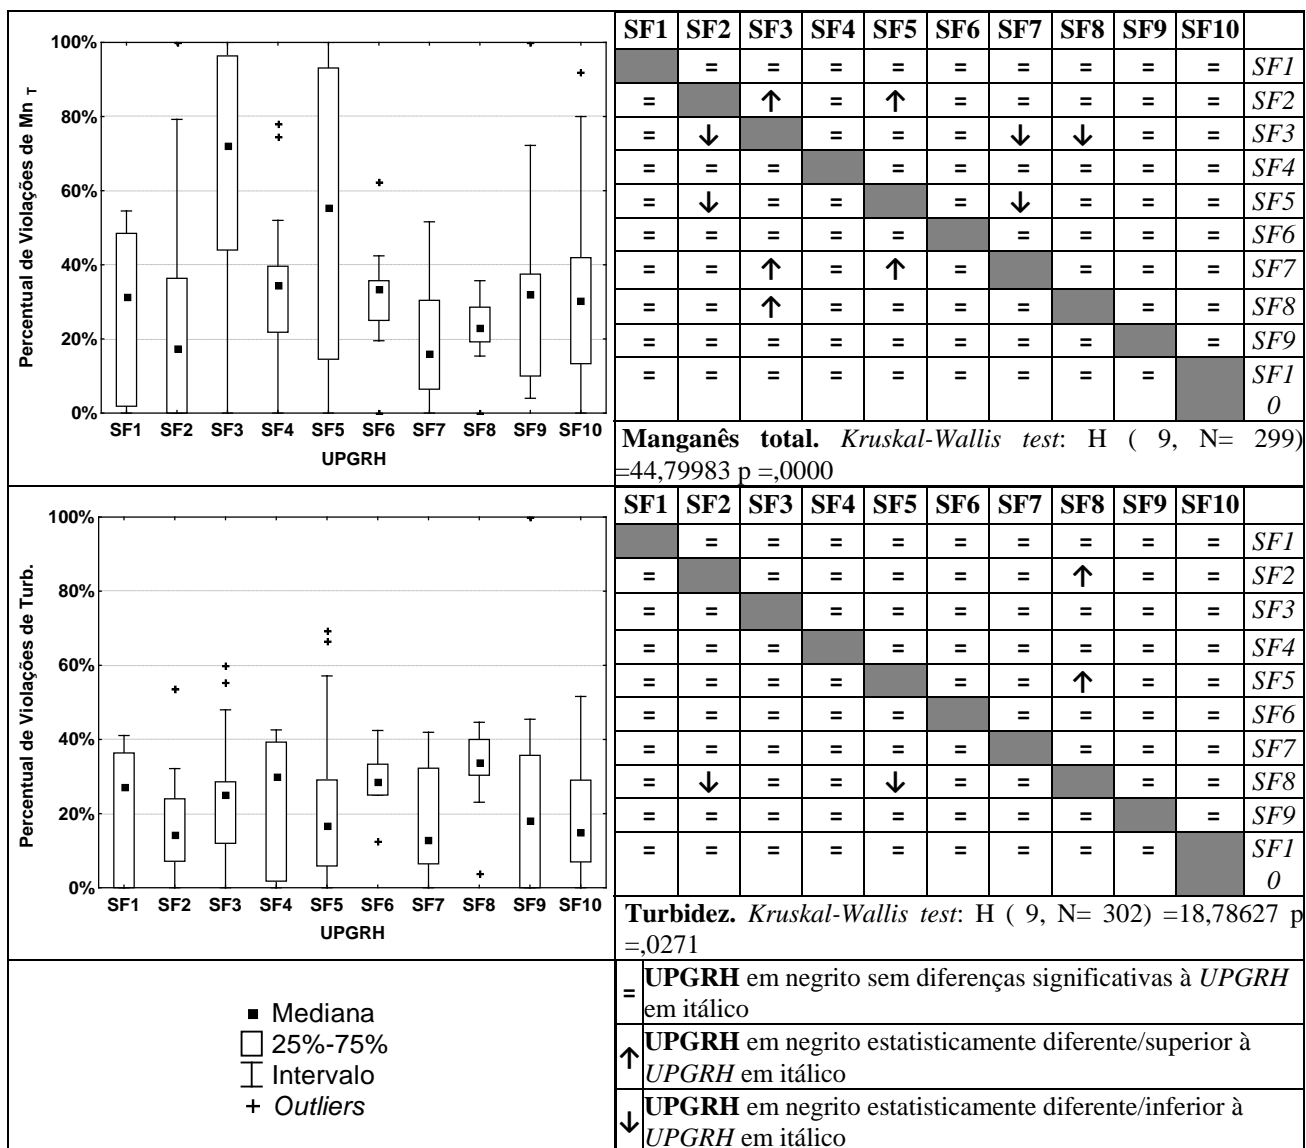 Percentual de Violações de Mn T
100%
80%
60%
40%
20%
0%
SF1 SF2 SF3 SF4 SF5 SF6 SF7 SF8 SF9 SF10
UPGRH
SF1 SF2 SF3 SF4 SF5 SF6 SF7 SF8 SF9 SF10
= = = = = = = = = SF1
= ↑ = ↑ = = = = = SF2
= ↓ = = = ↓ ↓ = = SF3
= = = = = = = = = SF4
= ↓ = = = ↓ = = = SF5
= = = = = = = = = SF6
= = ↑ = ↑ = = = = SF7
= = ↑ = = = = = = SF8
= = = = = = = = = SF9
= = = = = = = = = SF1
0
Manganês total. Kruskal-Wallis test: H ( 9, N= 299)
=44,79983 p =,0000
Percentual de Violações de Turb.
100%
80%
60%
40%
20%
0%
SF1 SF2 SF3 SF4 SF5 SF6 SF7 SF8 SF9 SF10
UPGRH
SF1 SF2 SF3 SF4 SF5 SF6 SF7 SF8 SF9 SF10
= = = = = = = = = SF1
= = = = = = ↑ = = SF2
= = = = = = = = = SF3
= = = = = = = = = SF4
= = = = = = ↑ = = SF5
= = = = = = = = = SF6
= = = = = = = = = SF7
= ↓ = = ↓ = = = = SF8
= = = = = = = = = SF9
= = = = = = = = = SF1
0
Turbidez. Kruskal-Wallis test: H ( 9, N= 302) =18,78627 p
=,0271
Mediana
25%-75%
Intervalo
+ Outliers
= UPGRH em negrito sem diferenças significativas à UPGRH
em itálico
↑ UPGRH em negrito estatisticamente diferente/superior à
UPGRH em itálico
↓ UPGRH em negrito estatisticamente diferente/inferior à
UPGRH em itálico